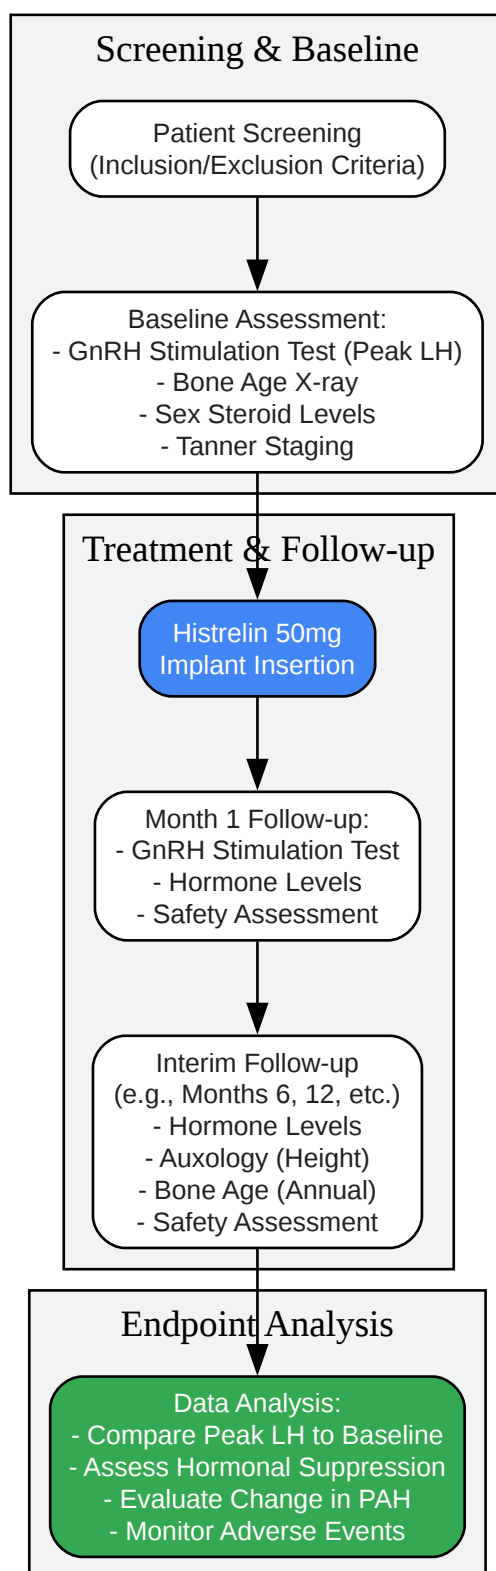 Screening & Baseline
Patient Screening
(Inclusion/Exclusion Criteria)
Baseline Assessment:
- GnRH Stimulation Test (Peak LH)
- Bone Age X-ray
- Sex Steroid Levels
- Tanner Staging
Treatment & Follow-up
Histrelin 50mg
Implant Insertion
Month 1 Follow-up:
- GnRH Stimulation Test
- Hormone Levels
- Safety Assessment
Interim Follow-up
(e.g., Months 6, 12, etc.)
- Hormone Levels
- Auxology (Height)
- Bone Age (Annual)
- Safety Assessment
Endpoint Analysis
Data Analysis:
- Compare Peak LH to Baseline
- Assess Hormonal Suppression
- Evaluate Change in PAH
- Monitor Adverse Events